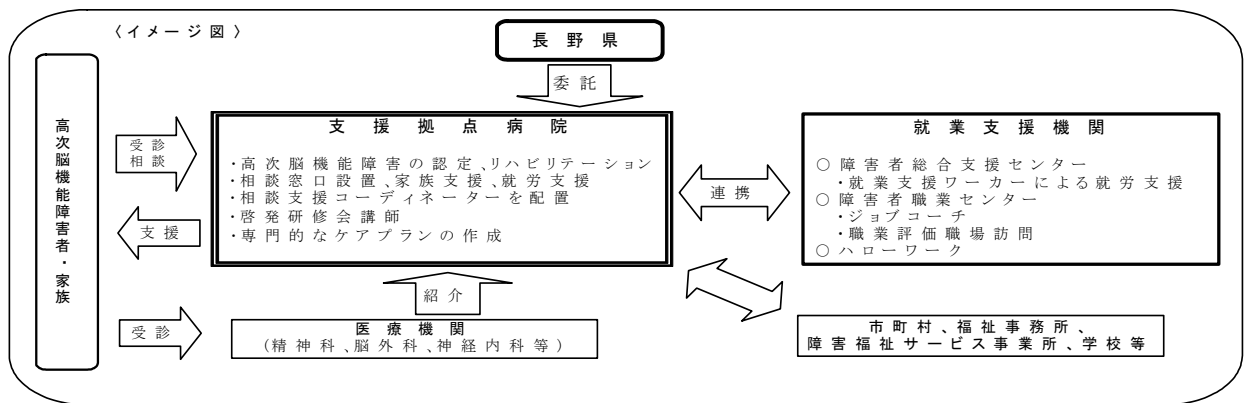 〈イメージ図〉
長野県
委託
高次脳機能障害者・家族
受診
相談
支援
受診
支援拠点病院
・高次脳機能障害の認定、リハビリテーション
・相談窓口設置、家族支援、就労支援
・相談支援コーディネーターを配置
・啓発研修会講師
・専門的なケアプランの作成
連携
就業支援機関
○障害者総合支援センター
・就業支援ワーカーによる就労支援
○障害者職業センター
・ジョブコーチ
・職業評価職場訪問
○ハローワーク
紹介
医療機関
(精神科、脳外科、神経内科等)
市町村、福祉事務所、
障害福祉サービス事業所、学校等